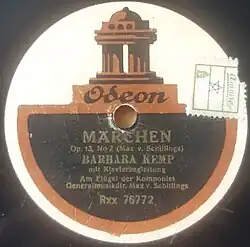 Odeon
MÄRCHEN
Op. 13, No 2 (Max v. Schillings)
BARBARA KEMP
mit Klavierbegleitung
Am Flügel der Komponist
Generalmusikdir. Max v. Schillings
Rxx 76772